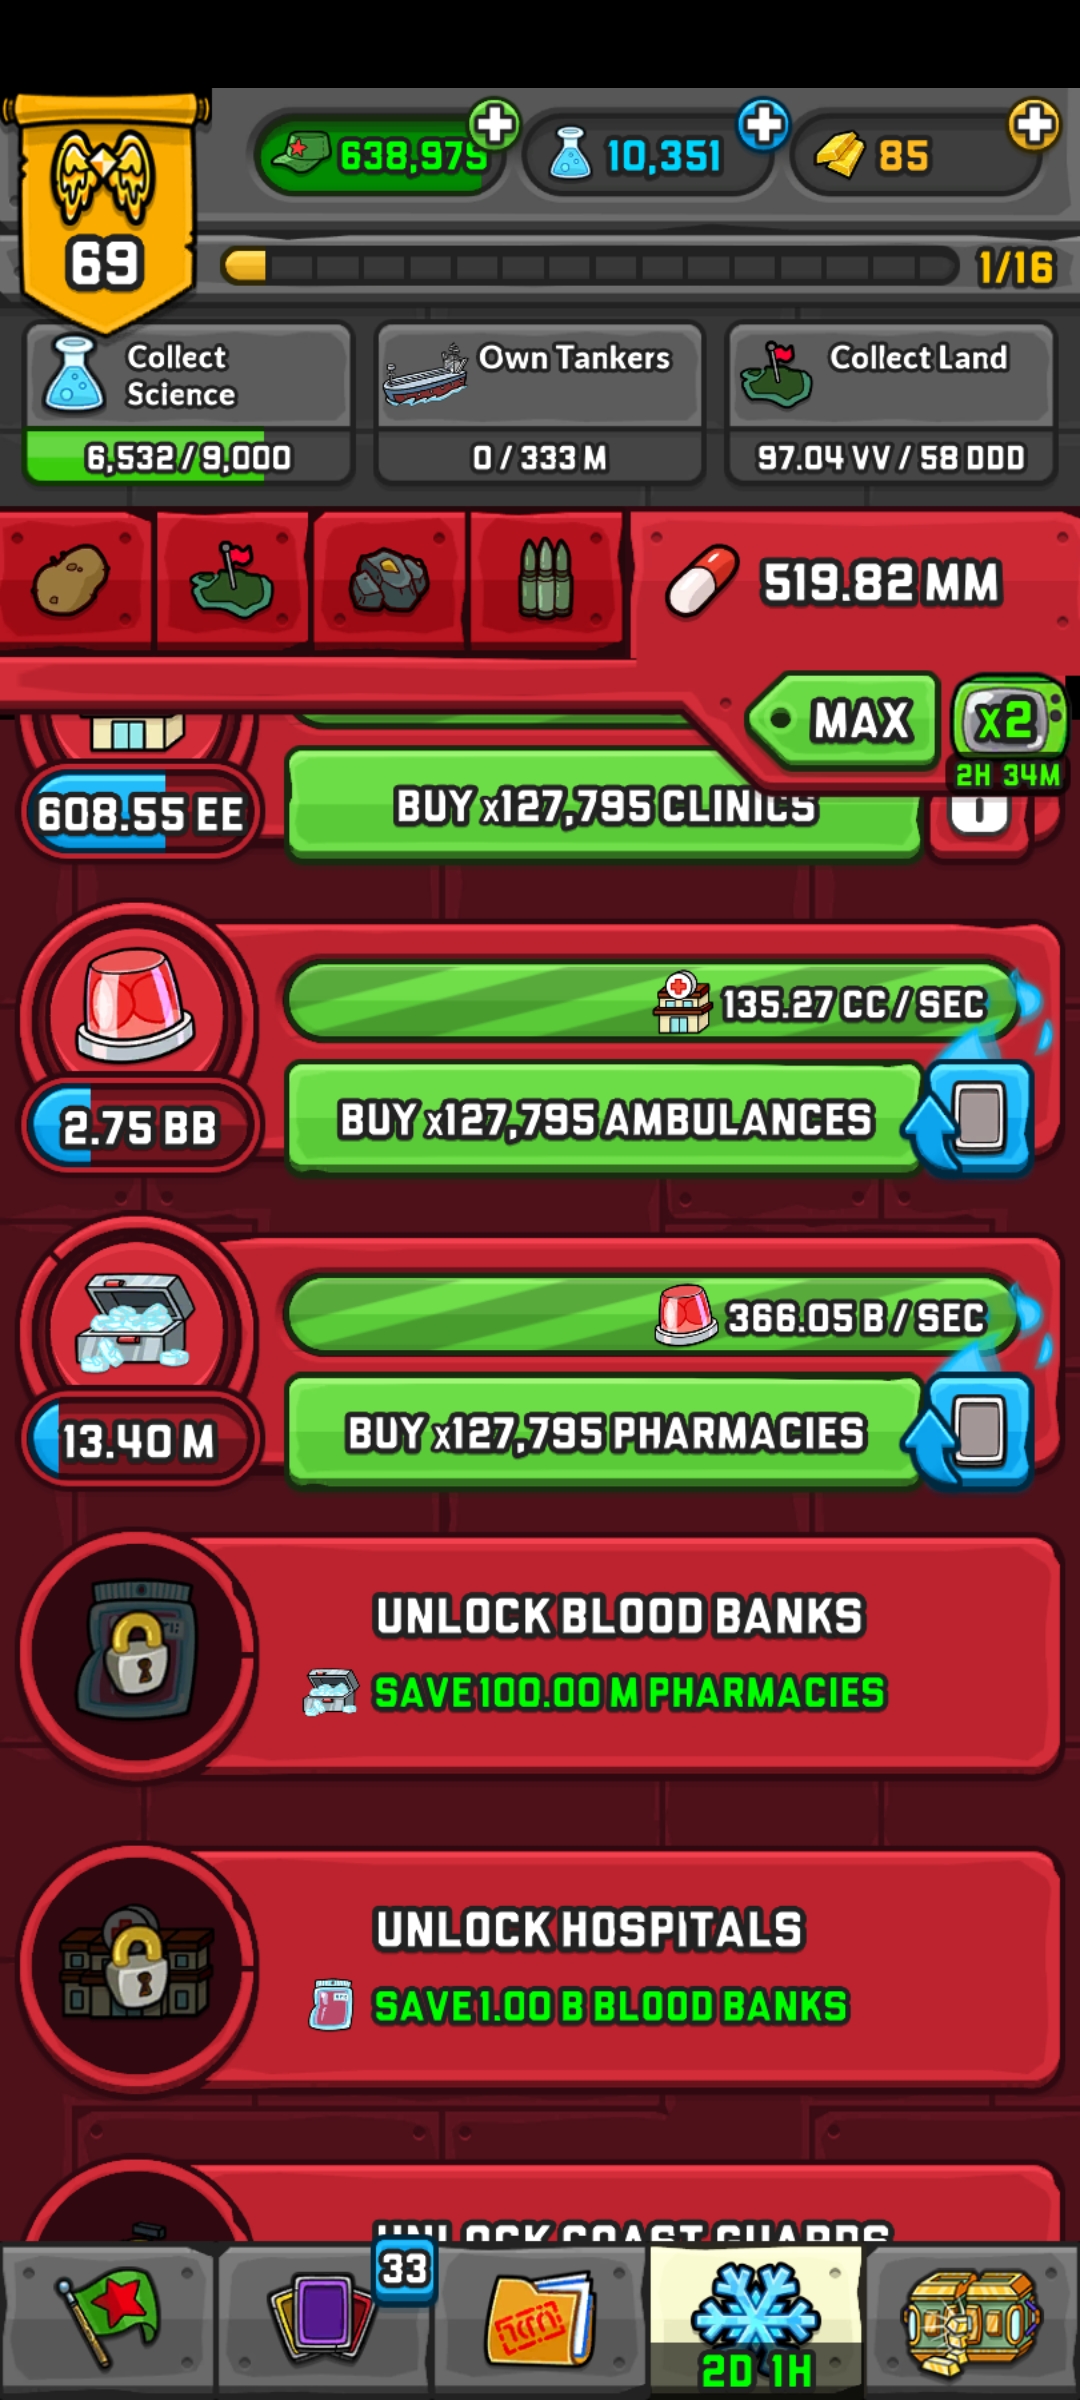 638,975
10,351
85
69
1/16
Collect Science
6,532/9,000
Own Tankers
0/333 M
Collect Land
97.04 VV/58 DDD
519.82 MM
MAX
x2
2H 34M
608.55 EE
BUY x127,795 CLINICS
135.27 CC/SEC
2.75 BB
BUY x127,795 AMBULANCES
366.05 B/SEC
13.40 M
BUY x127,795 PHARMACIES
UNLOCK BLOOD BANKS
SAVE 100.00 M PHARMACIES
UNLOCK HOSPITALS
SAVE 1.00 B BLOOD BANKS
UNLOCK COAST GUARDS
33
2D 1H